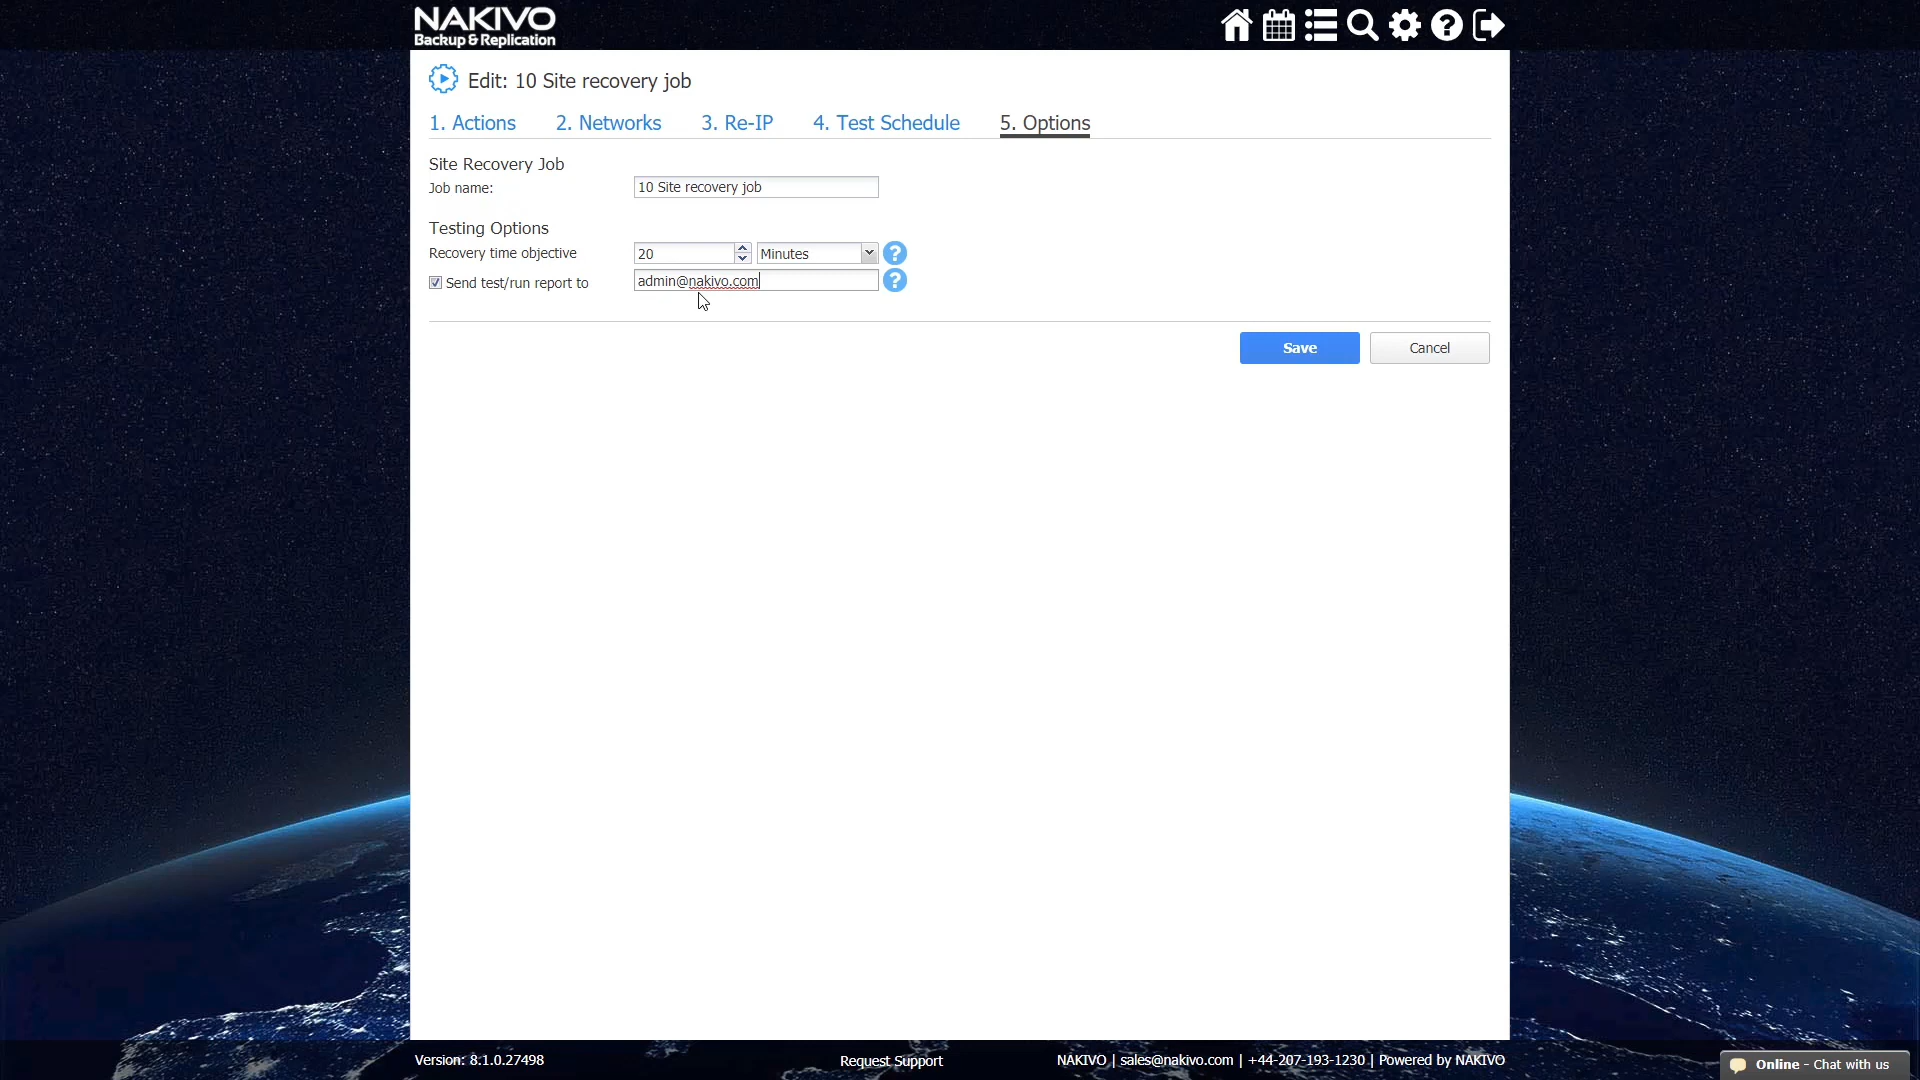 NAKIVO
Backup & Replication
Edit: 10 Site recovery job
1. Actions 2. Networks 3. Re-IP 4. Test Schedule 5. Options
Site Recovery Job
Job name: 10 Site recovery job
Testing Options
Recovery time objective 20 Minutes ?
Send test/run report to admin@nakivo.com ?
Save Cancel
Version: 8.1.0.27498 Request Support NAKIVO | sales@nakivo.com | +44-207-193-1230 | Powered by NAKIVO
Online - Chat with us